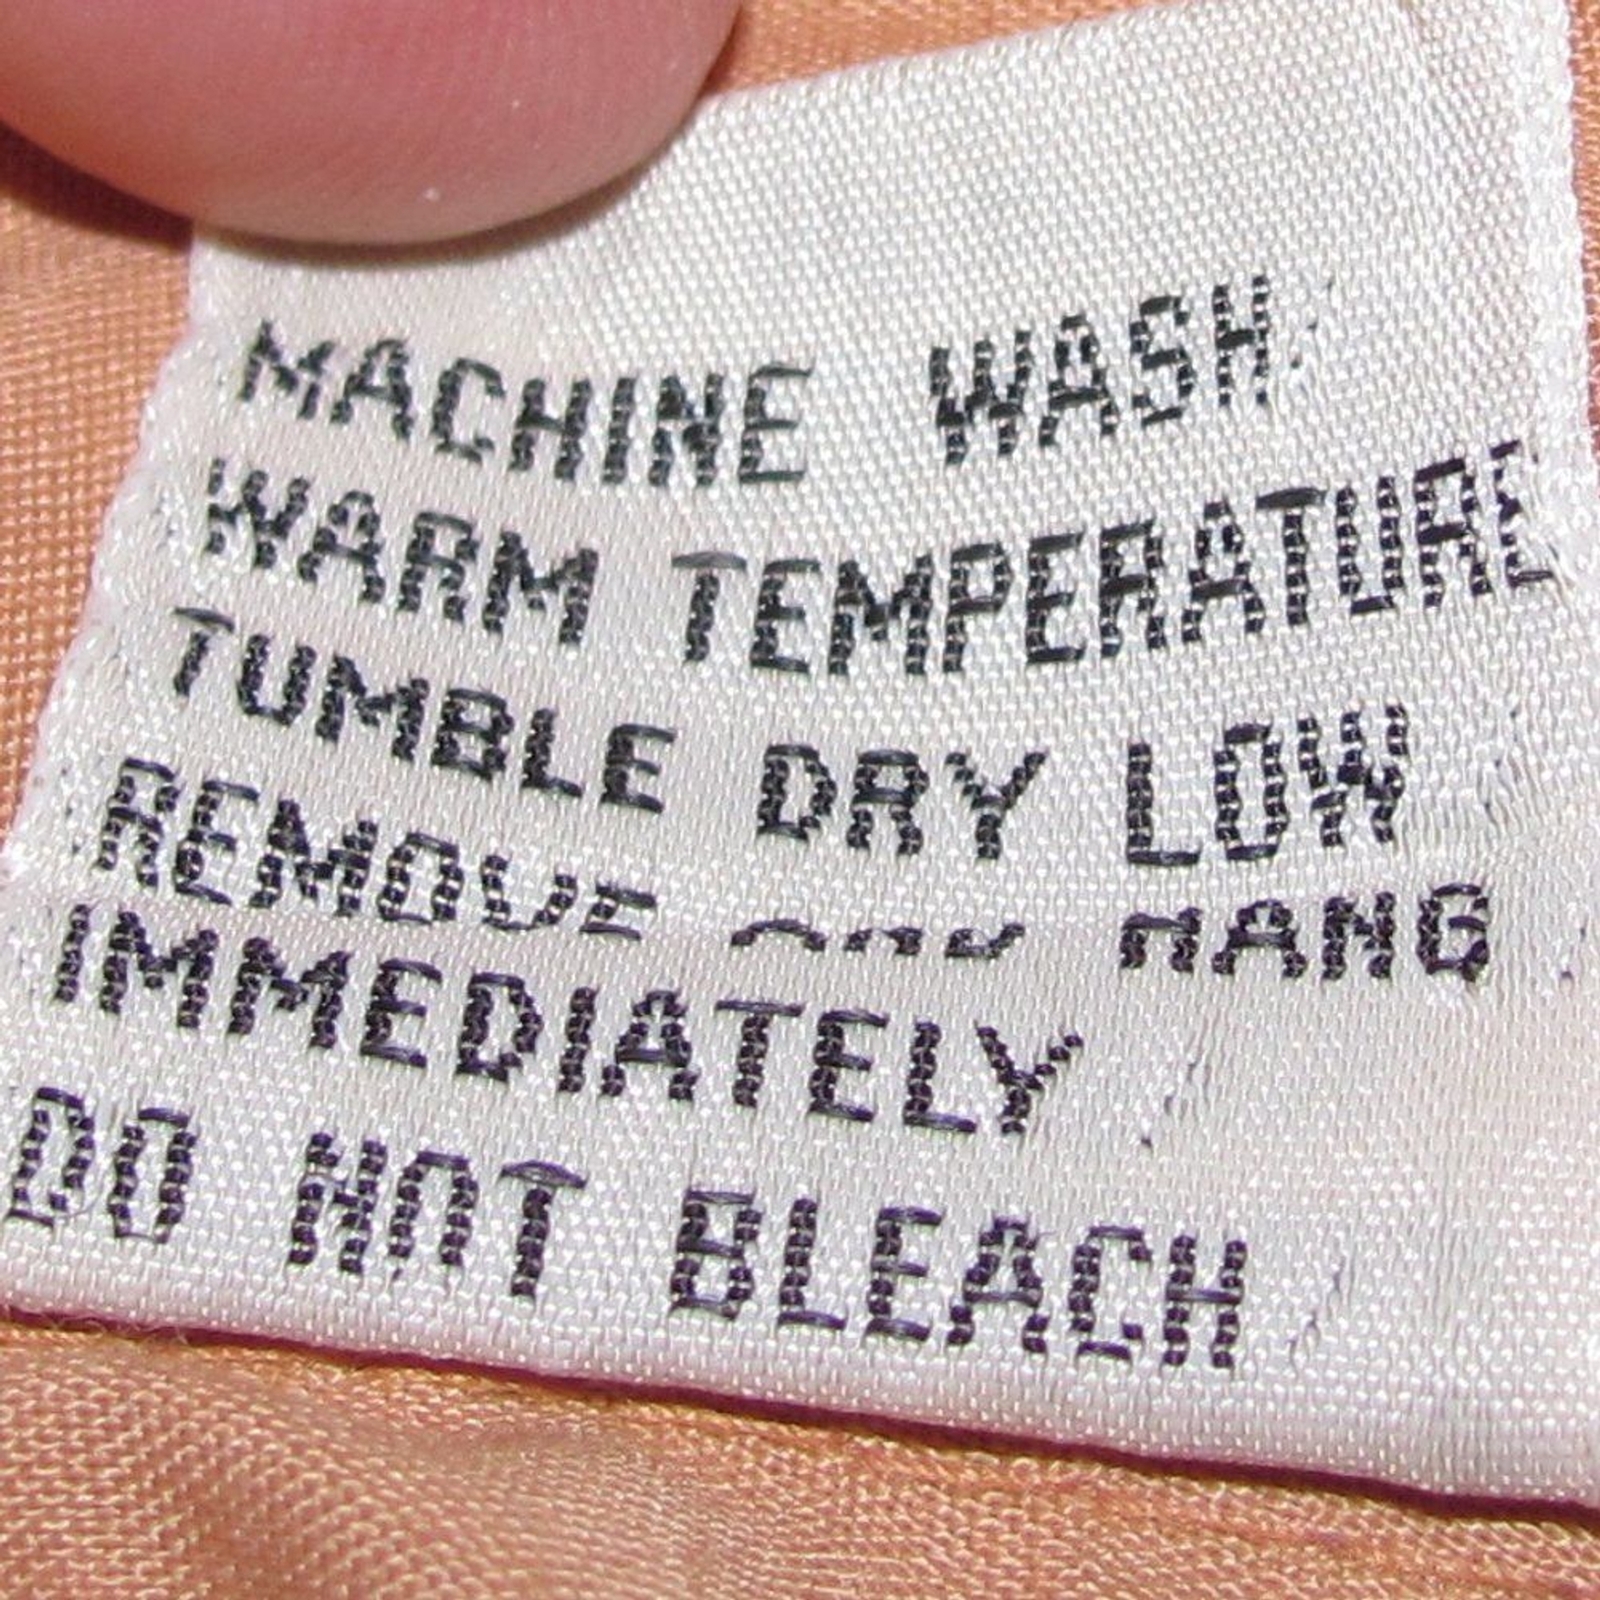 MACHINE WASH
WARM TEMPERATURE
TUMBLE DRY LOW
REMOVE HANG
IMMEDIATELY
DO NOT BLEACH